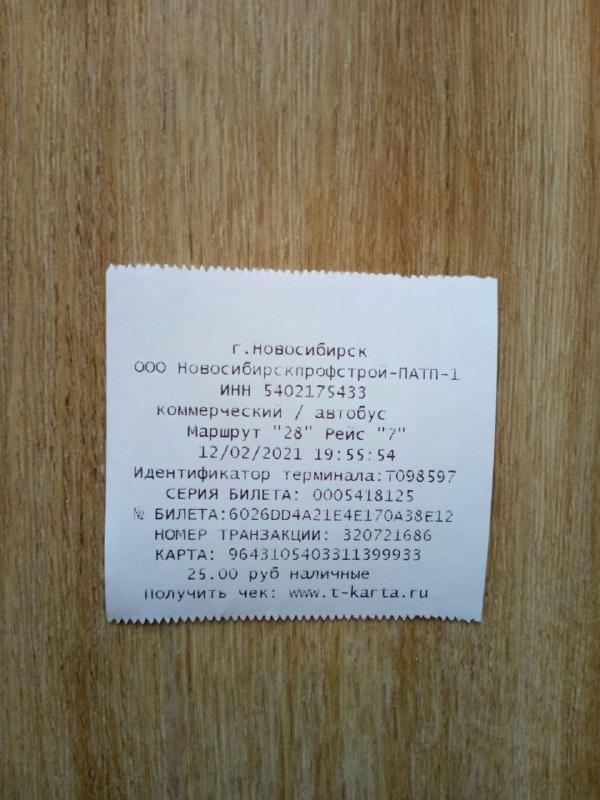 г.Новосибирск
ООО Новосибирскпрофстрой-ПАТП-1
ИНН 5402175433
коммерческий / автобус
Маршрут "28" Рейс "7"
12/02/2021 19:55:54
Идентификатор терминала:T098597
СЕРИЯ БИЛЕТА: 0005418125
№ БИЛЕТА:6026DD4A21E4E170A38E12
НОМЕР ТРАНЗАКЦИИ: 320721686
КАРТА: 9643105403311399933
25.00 руб наличные
Получить чек: www.t-karta.ru